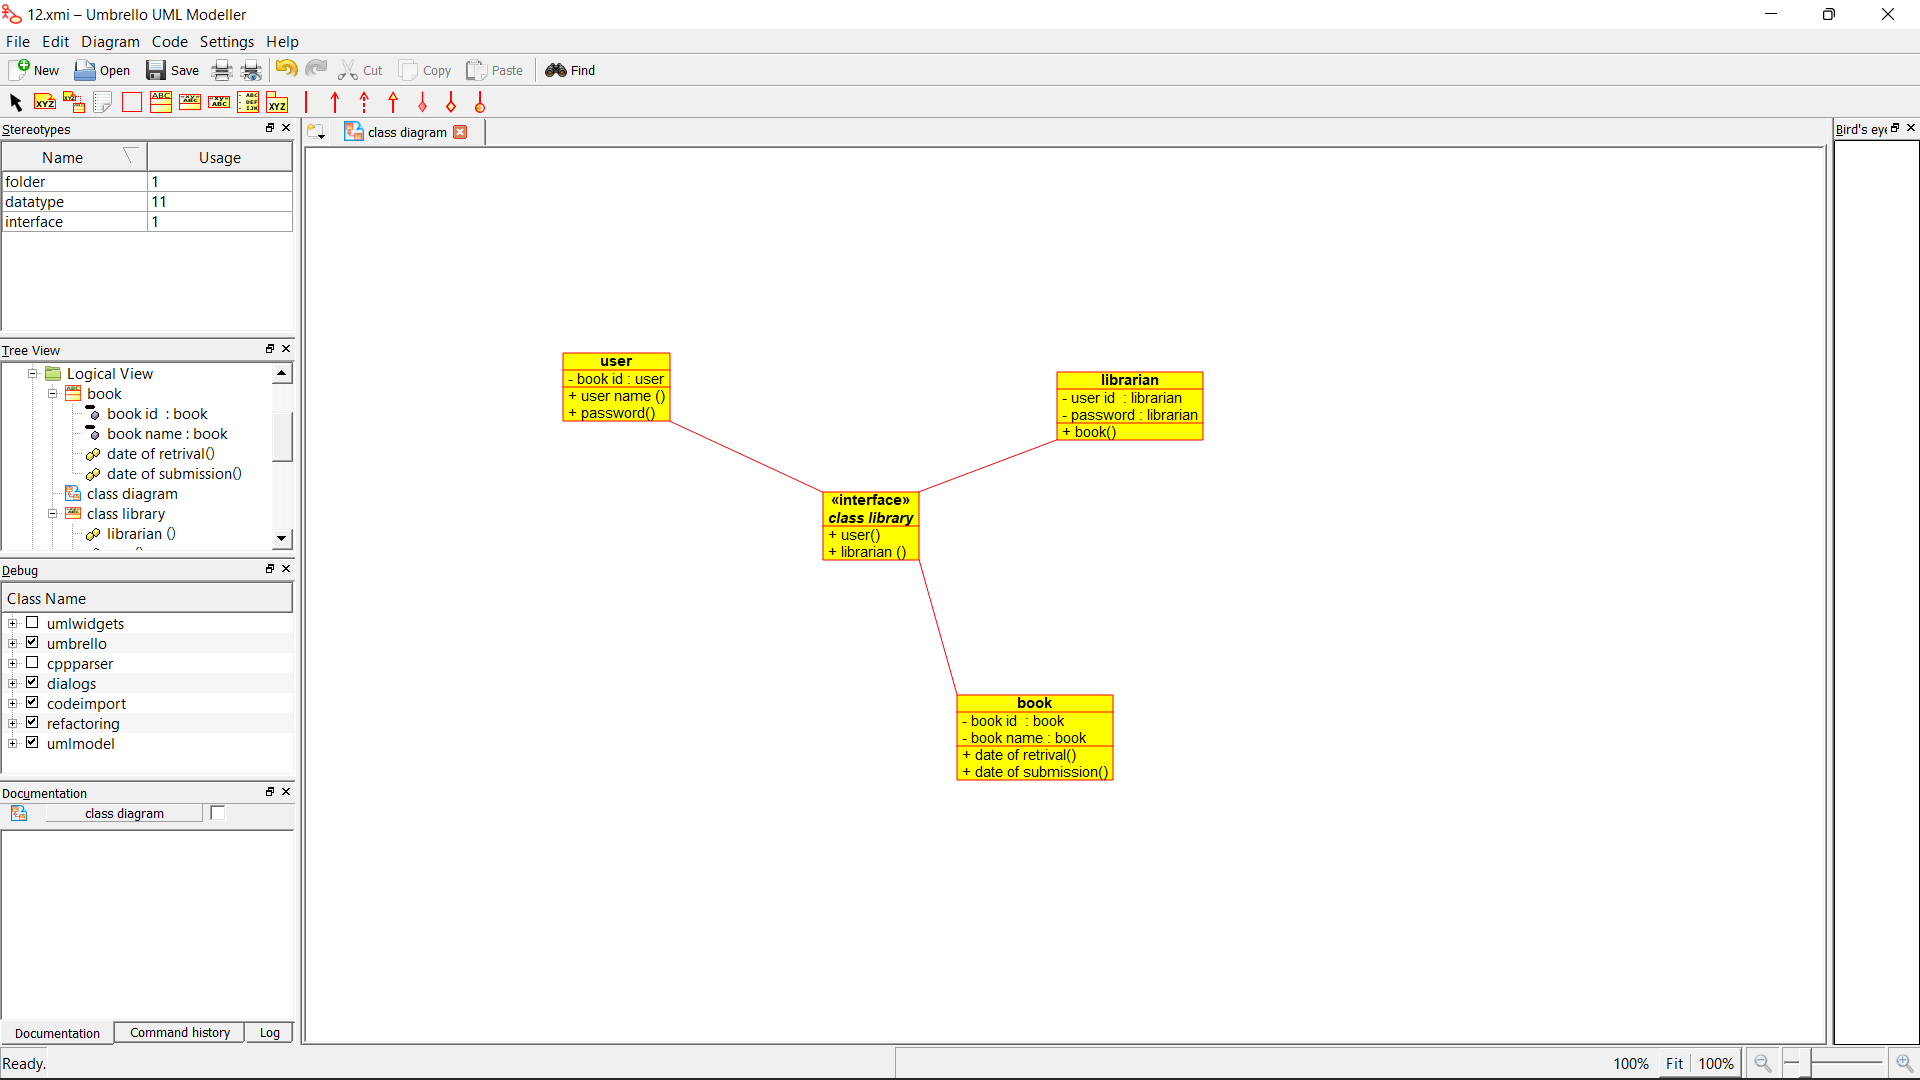 12.xmi – Umbrello UML Modeller
File Edit Diagram Code Settings Help
New Open Save Cut Copy Paste Find
XYZ XYZ ABC XYZ
Stereotypes
Name Usage
folder 1
datatype 11
interface 1
Tree View
Logical View
book
book id : book
book name : book
date of retrival()
date of submission()
class diagram
class library
librarian ()
Debug
Class Name
umlwidgets
umbrello
cppparser
dialogs
codeimport
refactoring
umlmodel
Documentation
class diagram
Documentation Command history Log
Ready.
class diagram
user
- book id : user
+ user name ()
+ password()
librarian
- user id : librarian
- password : librarian
+ book()
«interface»
class library
+ user()
+ librarian ()
book
- book id : book
- book name : book
+ date of retrival()
+ date of submission()
Bird's eye
100% Fit 100%